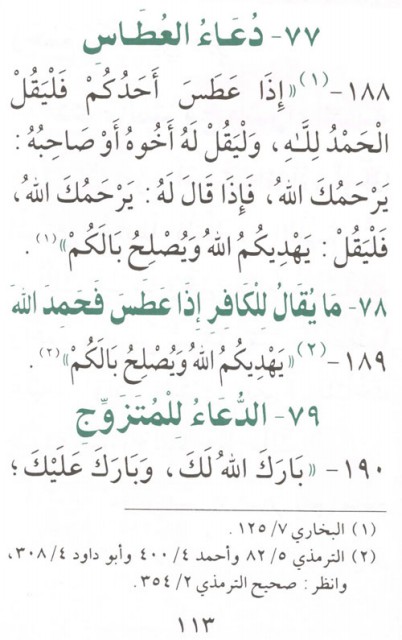 ٧٧- دُعَاءُ العُطَاسِ
١٨٨-(١)«إِذَا عَطَسَ أَحَدُكُمْ فَلْيَقُلْ
الْحَمْدُ لِلَّهِ، وَلْيَقُلْ لَهُ أَخُوهُ أَوْ صَاحِبُهُ:
يَرْحَمُكَ اللهُ، فَإِذَا قَالَ لَهُ: يَرْحَمُكَ اللهُ،
فَلْيَقُلْ: يَهْدِيكُمُ اللهُ وَيُصْلِحُ بَالَكُمْ»(١).
٧٨- مَا يُقَالُ لِلْكَافِرِ إِذَا عَطَسَ فَحَمِدَ اللهَ
١٨٩-(٢)«يَهْدِيكُمُ اللهُ وَيُصْلِحُ بَالَكُمْ»(٢).
٧٩- الدُّعَاءُ لِلْمُتَزَوِّجِ
١٩٠- «بَارَكَ اللهُ لَكَ، وَبَارَكَ عَلَيْكَ؛
(١) البخاري ٧/ ١٢٥.
(٢) الترمذي ٥/ ٨٢ وأحمد ٤/ ٤٠٠ وأبو داود ٤/ ٣٠٨،
وانظر: صحيح الترمذي ٢/ ٣٥٤.
١١٣